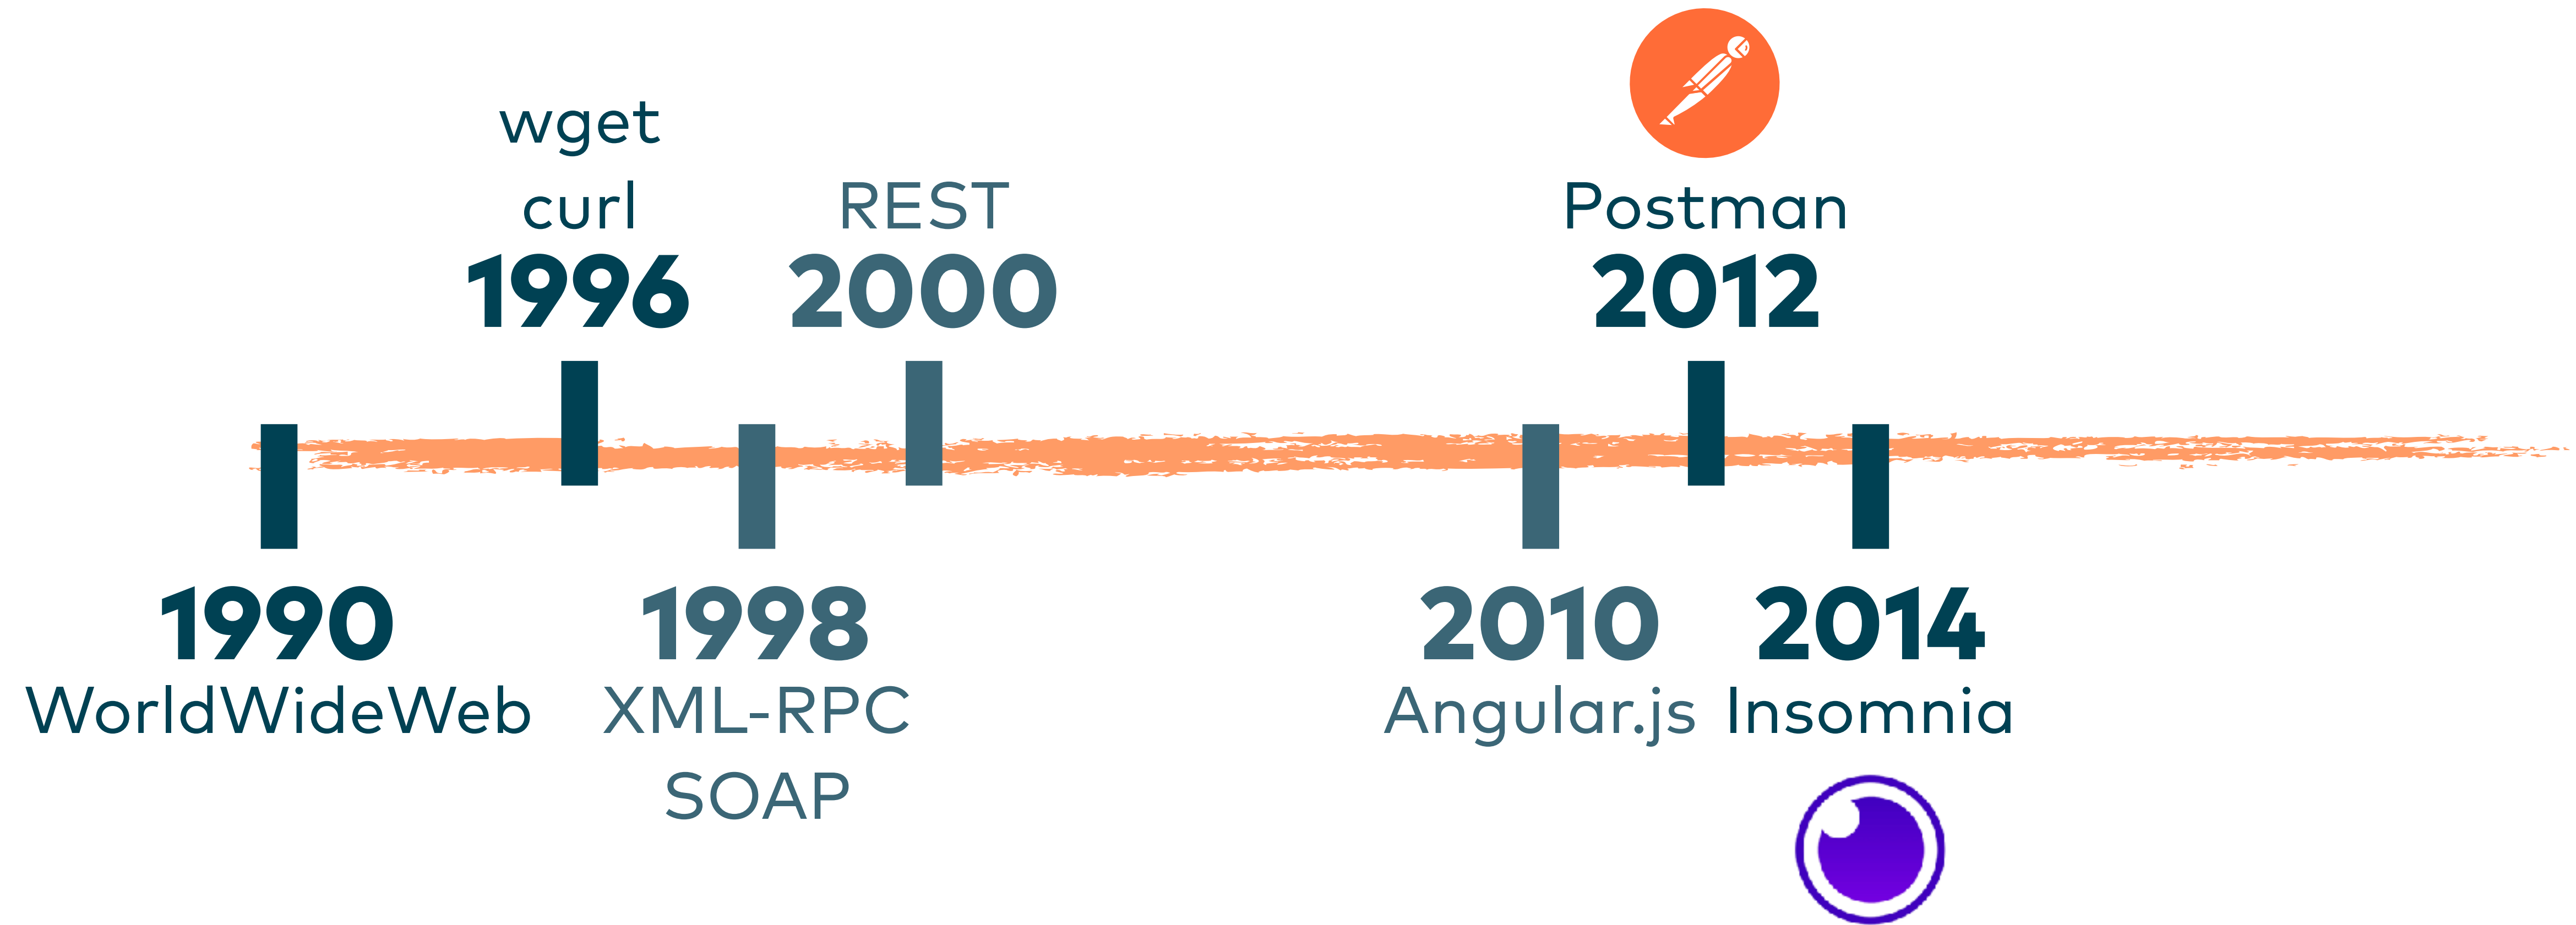 wget
curl
1996
REST
2000
Postman
2012
1990
WorldWideWeb
1998
XML-RPC
SOAP
2010
Angular.js
2014
Insomnia